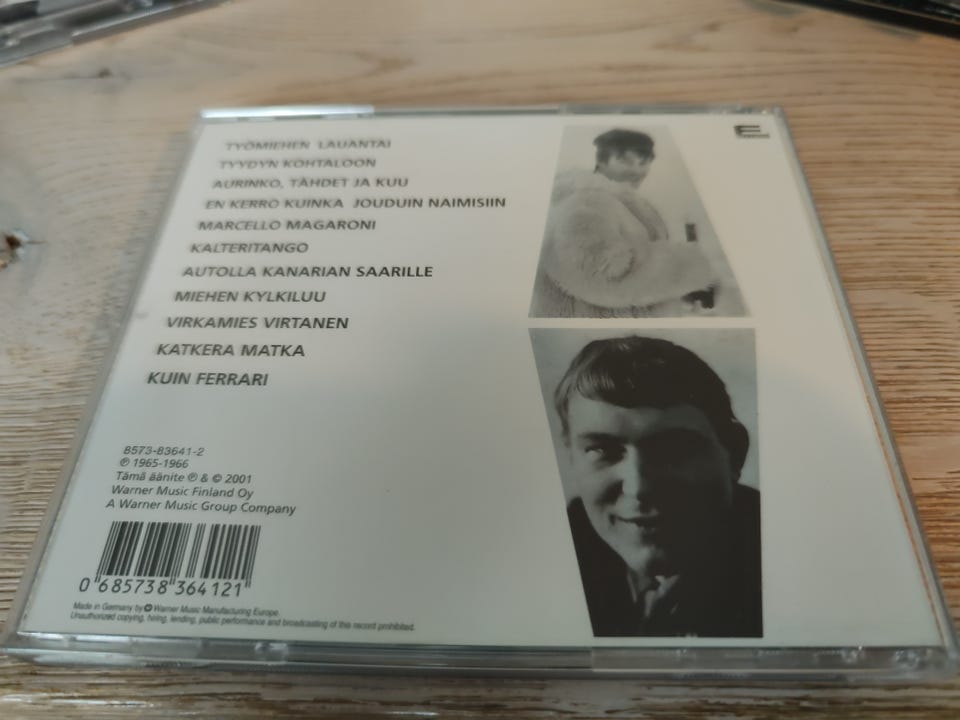 TYÖMIEHEN LAUANTAI
TYYDYN KOHTALOON
AURINKO, TÄHDET JA KUU
EN KERRO KUINKA JOUDUIN NAIMISIIN
MARCELLO MAGARONI
KALTERITANGO
AUTOLLA KANARIAN SAARILLE
MIEHEN KYLKILUU
VIRKAMIES VIRTANEN
KATKERA MATKA
KUIN FERRARI
8573-83641-2
℗ 1965-1966
Tämä äänite ℗ & © 2001
Warner Music Finland Oy
A Warner Music Group Company
0 685738 364121
Made in Germany by Warner Music Manufacturing Europe.
Unauthorized copying, hiring, lending, public performance and broadcasting of this record prohibited.